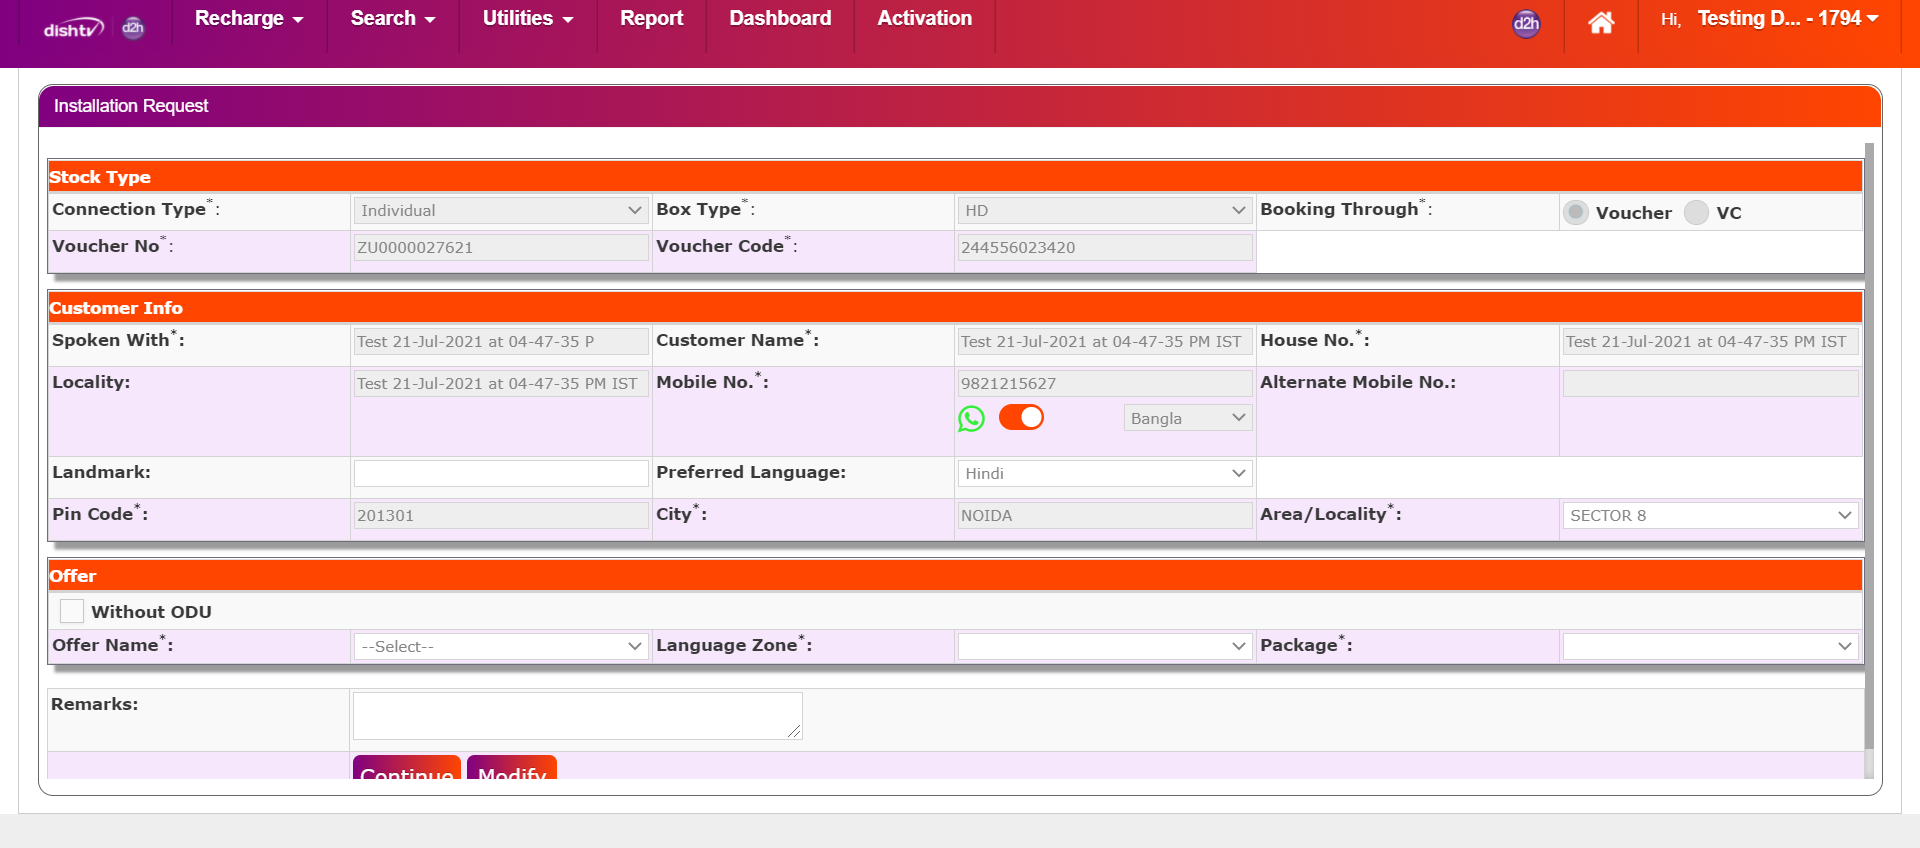 dishtv d2h Recharge Search Utilities Report Dashboard Activation d2h Hi, Testing D... - 1794
Installation Request
Stock Type
Connection Type*: Individual Box Type*: HD Booking Through*: Voucher VC
Voucher No*: ZU0000027621 Voucher Code*: 244556023420
Customer Info
Spoken With*: Test 21-Jul-2021 at 04-47-35 P Customer Name*: Test 21-Jul-2021 at 04-47-35 PM IST House No.*: Test 21-Jul-2021 at 04-47-35 PM IST
Locality: Test 21-Jul-2021 at 04-47-35 PM IST Mobile No.*: 9821215627 Alternate Mobile No.:
Bangla
Landmark: Preferred Language: Hindi
Pin Code*: 201301 City*: NOIDA Area/Locality*: SECTOR 8
Offer
Without ODU
Offer Name*: --Select-- Language Zone*: Package*:
Remarks:
Continue Modify